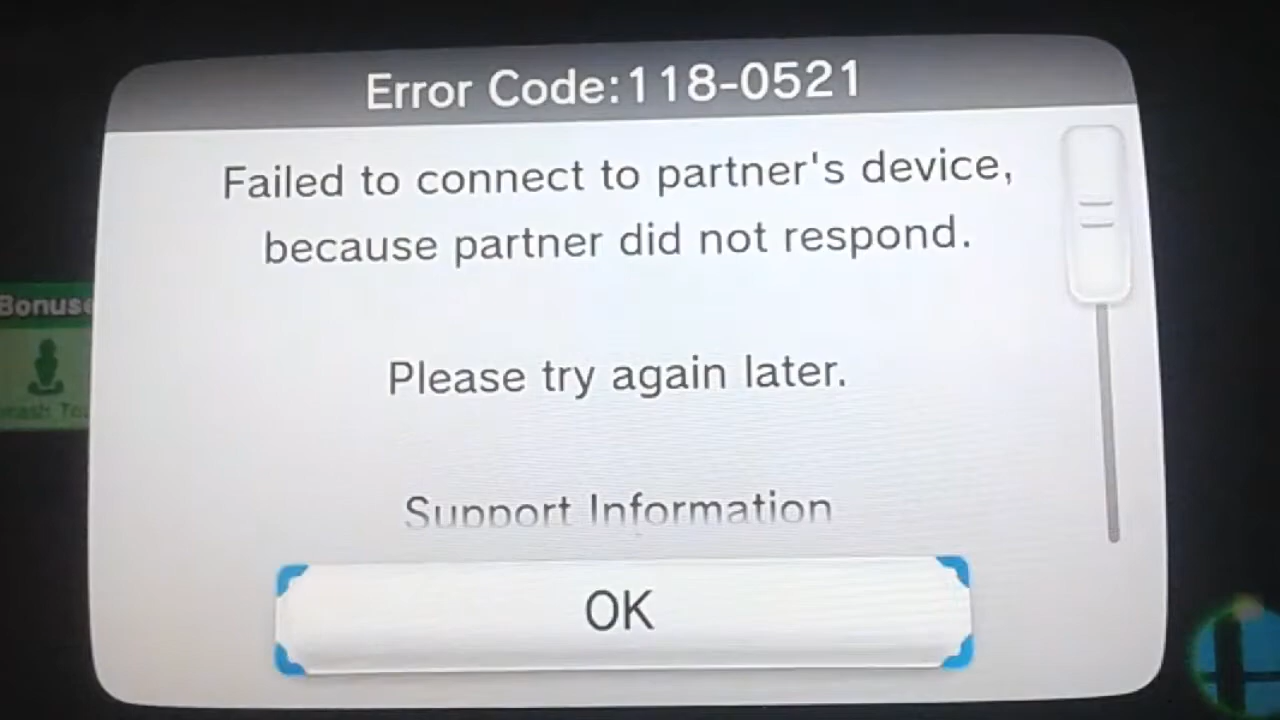 Error Code:118-0521
Failed to connect to partner's device,
because partner did not respond.
Bonus
Please try again later.
Support Information
OK